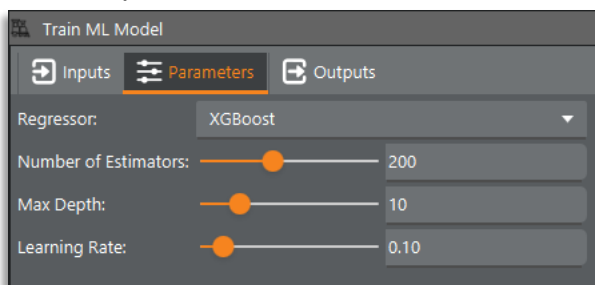 Train ML Model
Inputs Parameters Outputs
Regressor: XGBoost
Number of Estimators: 200
Max Depth: 10
Learning Rate: 0.10